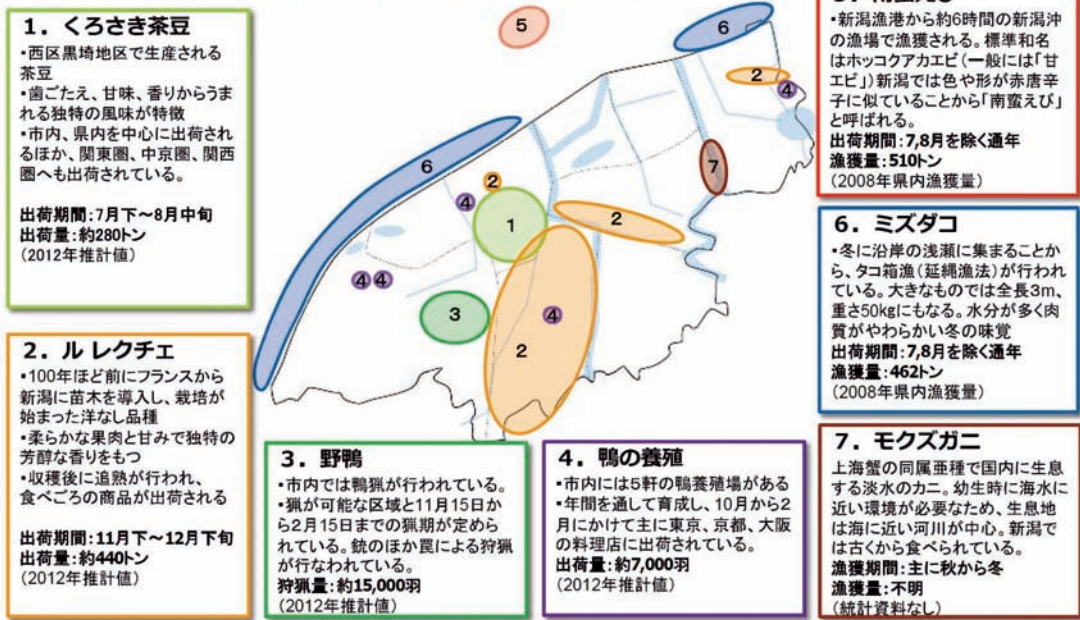 1．くろさき茶豆
・西区黒埼地区で生産される
茶豆
・歯ごたえ、甘味、香りからうま
れる独特の風味が特徴
・市内、県内を中心に出荷され
るほか、関東圏、中京圏、関西
圏へも出荷されている。
出荷期間：7月下～8月中旬
出荷量：約280トン
（2012年推計値）
2．ル レクチェ
・100年ほど前にフランスから
新潟に苗木を導入し、栽培が
始まった洋なし品種
・柔らかな果肉と甘みで独特の
芳醇な香りをもつ
・収穫後に追熟が行われ、
食べごろの商品が出荷される
出荷期間：11月下～12月下旬
出荷量：約440トン
（2012年推計値）
5
6
2
4
7
6
2
4
1
2
4 4
3
4
2
3．野鴨
・市内では鴨猟が行われている。
・猟が可能な区域と11月15日か
ら2月15日までの猟期が定めら
れている。銃のほか罠による狩猟
が行なわれている。
狩猟量：約15,000羽
（2012年推計値）
4．鴨の養殖
・市内には5軒の鴨養殖場がある
・年間を通して育成し、10月から2
月にかけて主に東京、京都、大阪
の料理店に出荷されている。
出荷量：約7,000羽
（2012年推計値）
・新潟漁港から約6時間の新潟沖
の漁場で漁獲される。標準和名
はホッコクアカエビ（一般には「甘
エビ」）新潟では色や形が赤唐辛
子に似ていることから「南蛮えび」
と呼ばれる。
出荷期間：7,8月を除く通年
漁獲量：510トン
（2008年県内漁獲量）
6．ミズダコ
・冬に沿岸の浅瀬に集まることか
ら、タコ箱漁（延縄漁法）が行われ
ている。大きなものでは全長3m、
重さ50kgにもなる。水分が多く肉
質がやわらかい冬の味覚
出荷期間：7,8月を除く通年
漁獲量：462トン
（2008年県内漁獲量）
7．モクズガニ
上海蟹の同属亜種で国内に生息
する淡水のカニ。幼生時に海水に
近い環境が必要なため、生息地
は海に近い河川が中心。新潟で
は古くから食べられている。
漁獲期間：主に秋から冬
漁獲量：不明
（統計資料なし）